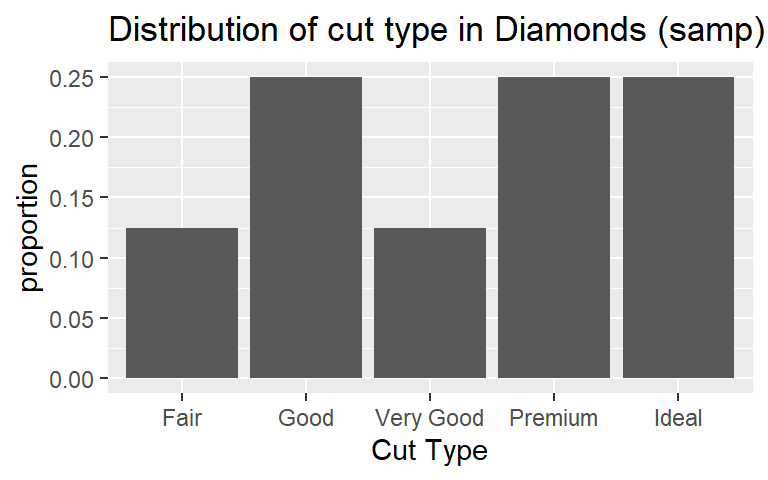 Distribution of cut type in Diamonds (samp)
proportion
0.25
0.20
0.15
0.10
0.05
0.00
Fair Good Very Good Premium Ideal
Cut Type